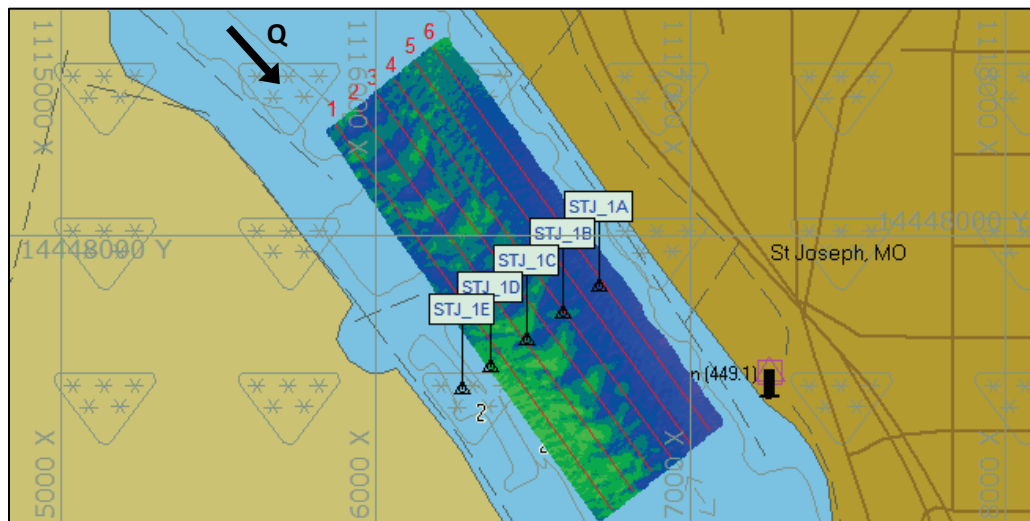 Q
1115000 X
1116000 X
1117000 X
1118000 X
1 2 3 4 5 6
14448000 Y
14448000 Y
STJ_1A
STJ_1B
STJ_1C
STJ_1D
STJ_1E
St Joseph, MO
n (449.1)
2
5000 X
6000 X
7000 X